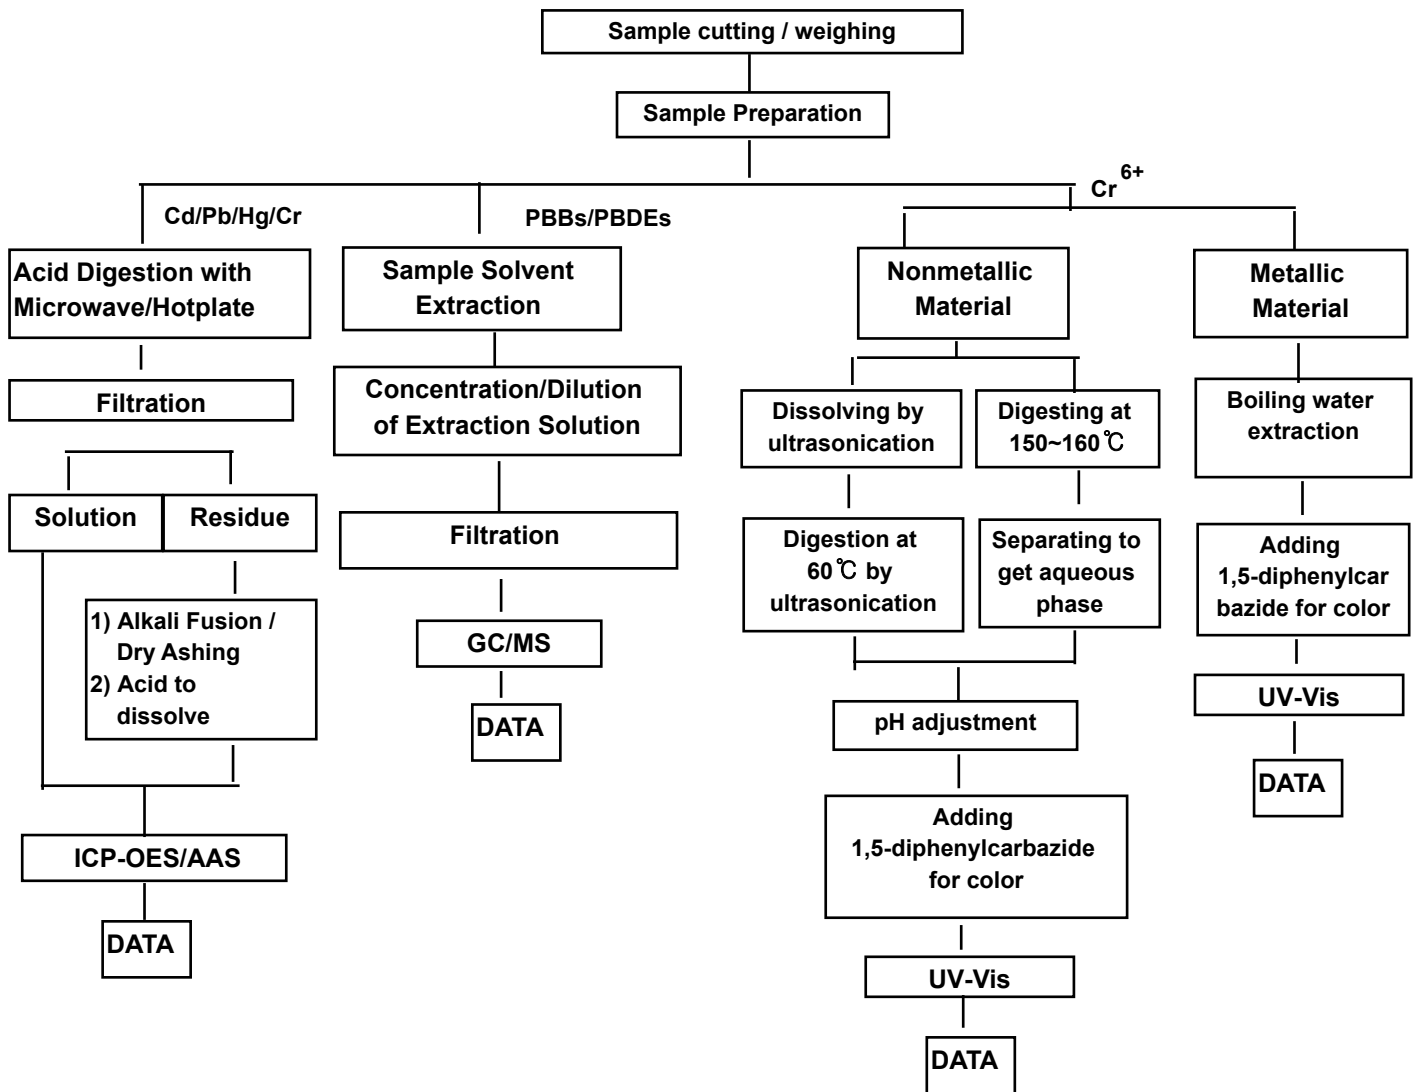 Sample cutting / weighing
Sample Preparation
Cr 6+
Cd/Pb/Hg/Cr
PBBs/PBDEs
Acid Digestion with
Microwave/Hotplate
Filtration
Solution
Residue
1) Alkali Fusion /
Dry Ashing
2) Acid to
dissolve
ICP-OES/AAS
DATA
Sample Solvent
Extraction
Concentration/Dilution
of Extraction Solution
Filtration
GC/MS
DATA
Nonmetallic
Material
Dissolving by
ultrasonication
Digestion at
60℃ by
ultrasonication
Digesting at
150~160℃
Separating to
get aqueous
phase
pH adjustment
Adding
1,5-diphenylcarbazide
for color
UV-Vis
DATA
Metallic
Material
Boiling water
extraction
Adding
1,5-diphenylcar
bazide for color
UV-Vis
DATA